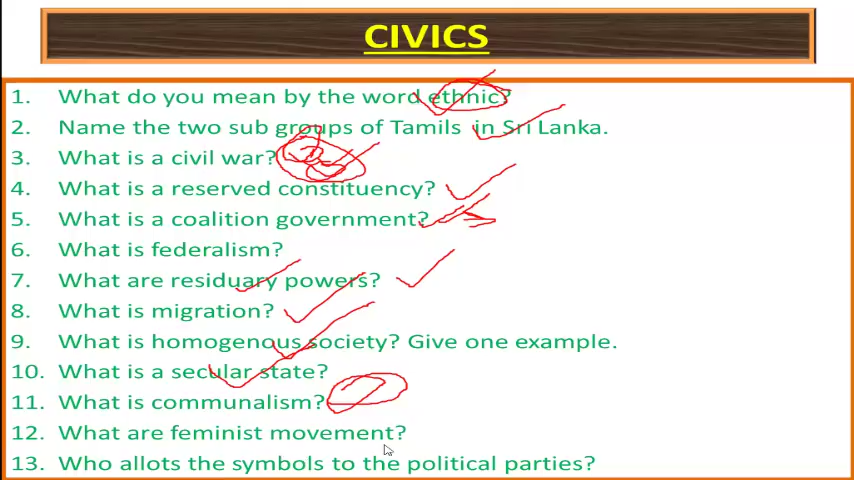 CIVICS
1. What do you mean by the word ethnic?
2. Name the two sub groups of Tamils in Sri Lanka.
3. What is a civil war?
4. What is a reserved constituency?
5. What is a coalition government?
6. What is federalism?
7. What are residuary powers?
8. What is migration?
9. What is homogenous society? Give one example.
10. What is a secular state?
11. What is communalism?
12. What are feminist movement?
13. Who allots the symbols to the political parties?